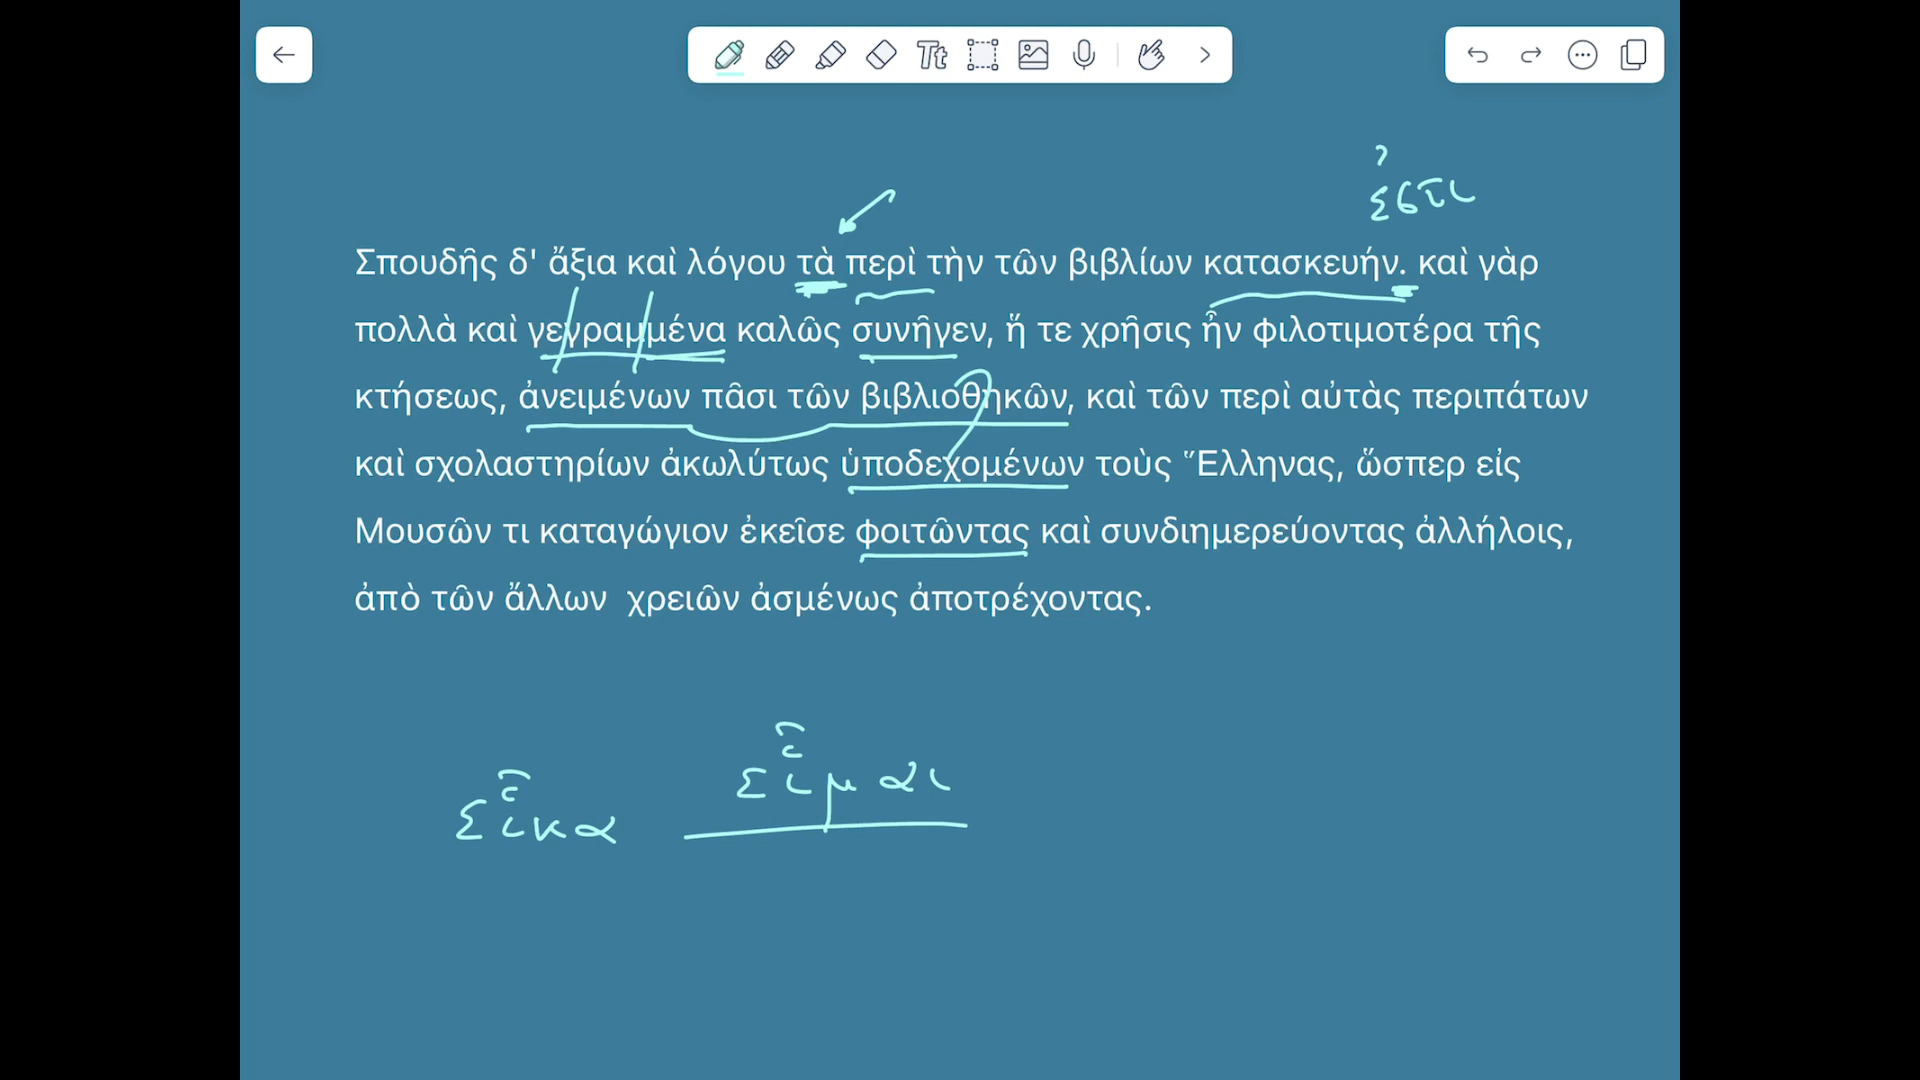 Tt
ἐστι
Σπουδῆς δ' ἄξια καὶ λόγου τὰ περὶ τὴν τῶν βιβλίων κατασκευήν. καὶ γὰρ
πολλὰ καὶ γεγραμμένα καλῶς συνῆγεν, ἥ τε χρῆσις ἦν φιλοτιμοτέρα τῆς
κτήσεως, ἀνειμένων πᾶσι τῶν βιβλιοθηκῶν, καὶ τῶν περὶ αὐτὰς περιπάτων
καὶ σχολαστηρίων ἀκωλύτως ὑποδεχομένων τοὺς Ἕλληνας, ὥσπερ εἰς
Μουσῶν τι καταγώγιον ἐκεῖσε φοιτῶντας καὶ συνδιημερεύοντας ἀλλήλοις,
ἀπὸ τῶν ἄλλων χρειῶν ἀσμένως ἀποτρέχοντας.
εἷμαι
εἷκα